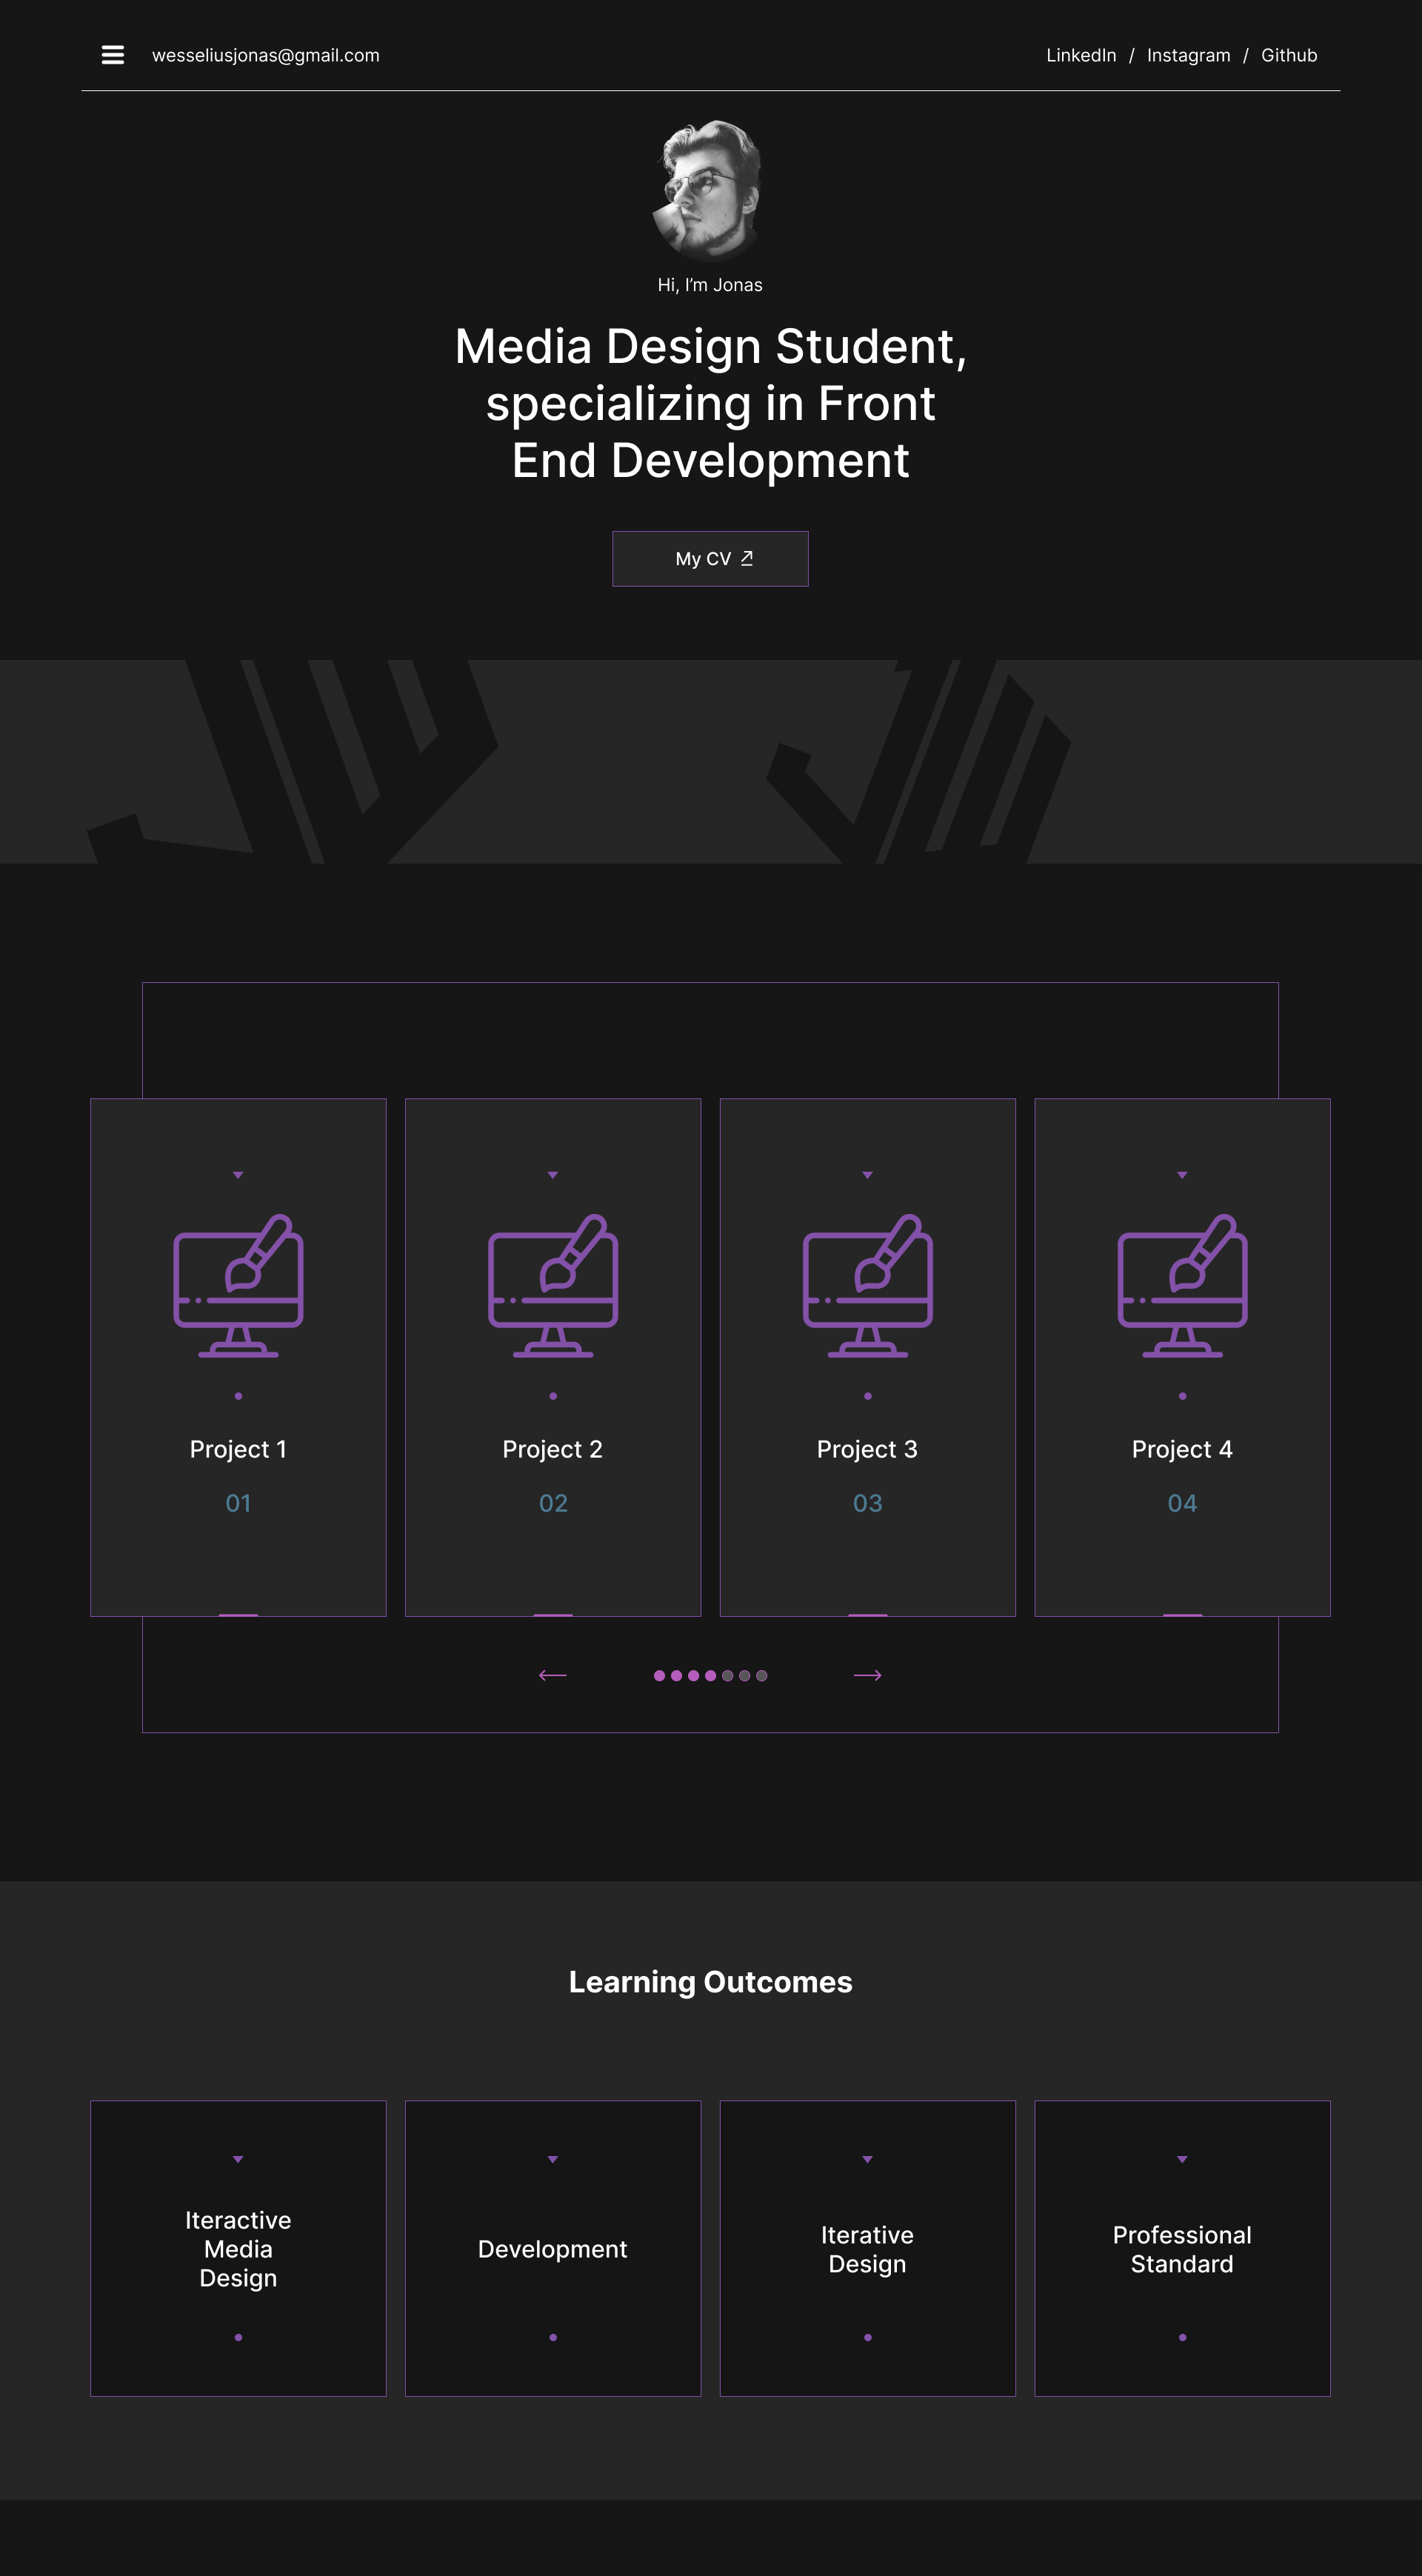 wesseliusjonas@gmail.com
LinkedIn / Instagram / Github
Hi, I’m Jonas
Media Design Student,
specializing in Front
End Development
My CV
Project 1
01
Project 2
02
Project 3
03
Project 4
04
Learning Outcomes
Iteractive
Media
Design
Development
Iterative
Design
Professional
Standard